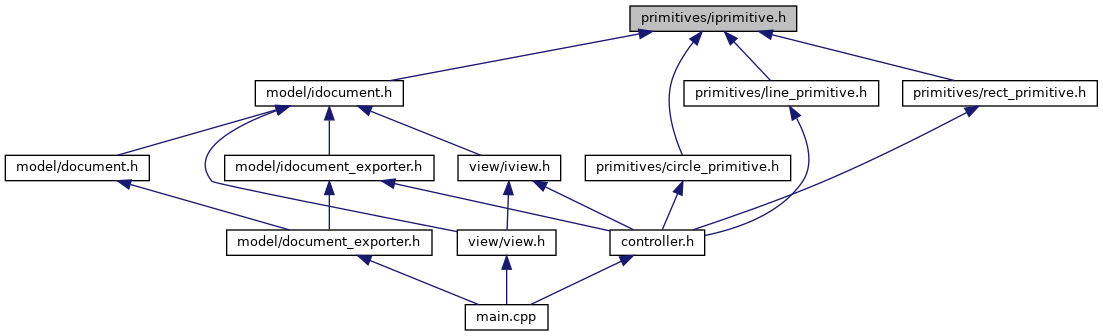 primitives/iprimitive.h
model/idocument.h
primitives/line_primitive.h
primitives/rect_primitive.h
model/document.h
model/idocument_exporter.h
view/iview.h
primitives/circle_primitive.h
model/document_exporter.h
view/view.h
controller.h
main.cpp